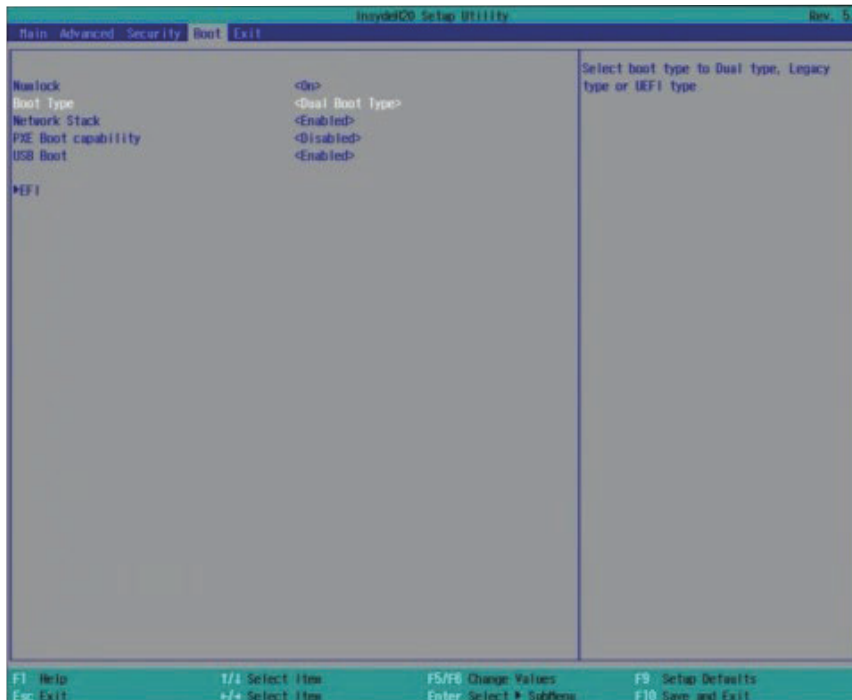 InsydeH20 Setup Utility Rev. 5
Main Advanced Security Boot Exit
Numlock <On>
Boot Type <Dual Boot Type>
Network Stack <Enabled>
PXE Boot capability <Disabled>
USB Boot <Enabled>
▶EFI
Select boot type to Dual type, Legacy
type or UEFI type
F1 Help ↑/↓ Select Item F5/F6 Change Values F9 Setup Defaults
Esc Exit ←/→ Select Item Enter Select ▶ SubMenu F10 Save and Exit